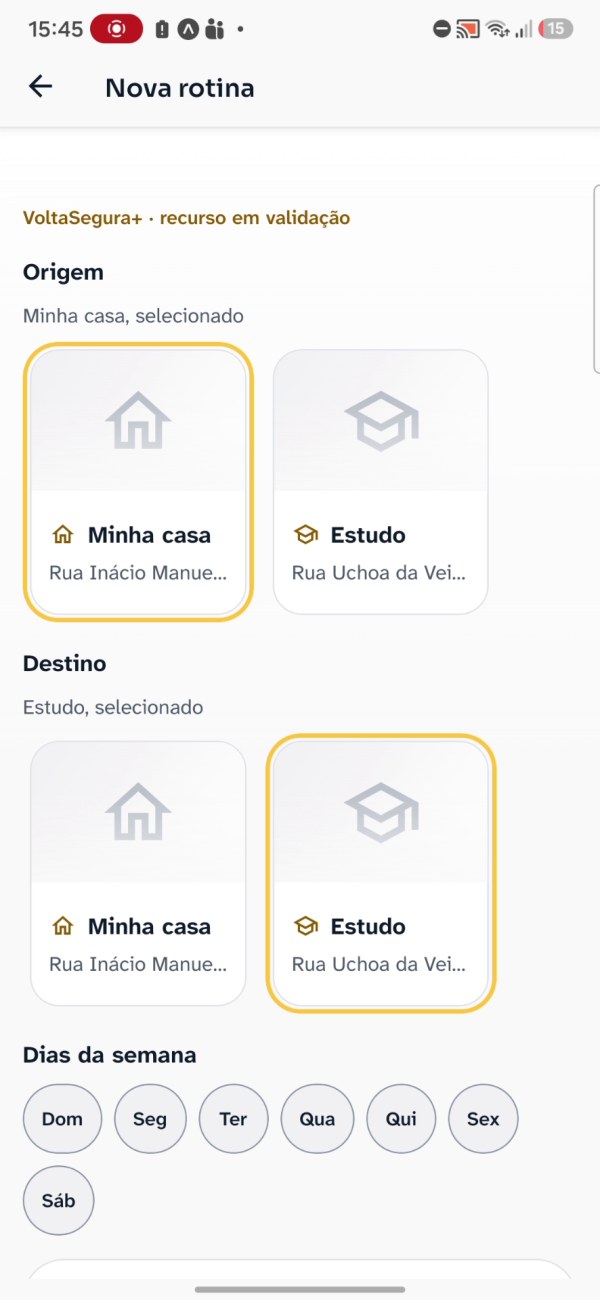 15:45
15
Nova rotina
VoltaSegura+ · recurso em validação
Origem
Minha casa, selecionado
Minha casa
Rua Inácio Manue...
Estudo
Rua Uchoa da Vei...
Destino
Estudo, selecionado
Minha casa
Rua Inácio Manue...
Estudo
Rua Uchoa da Vei...
Dias da semana
Dom Seg Ter Qua Qui Sex
Sáb